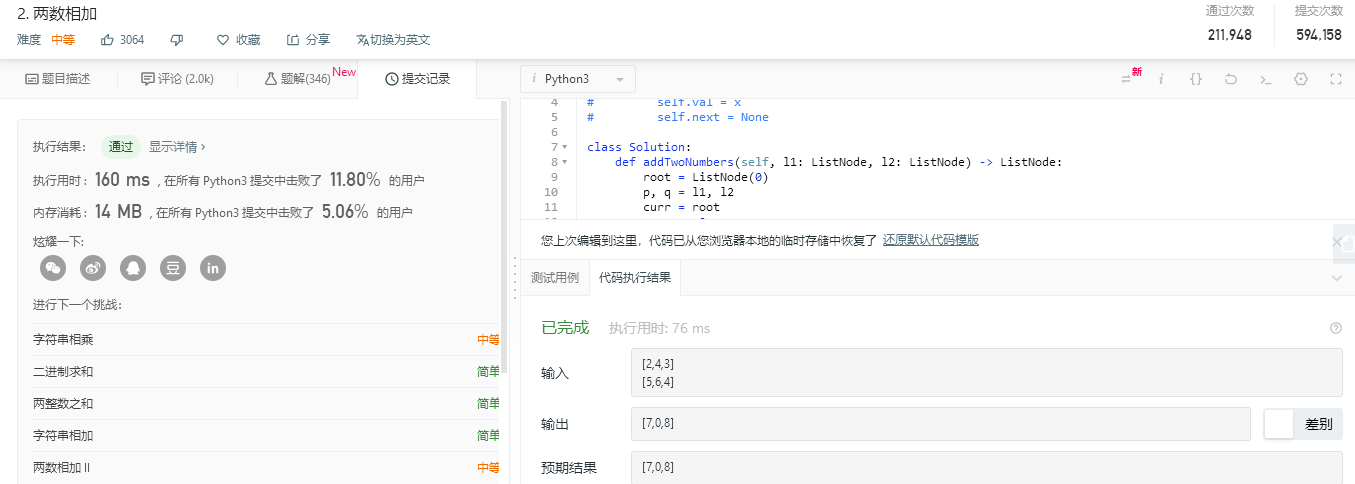 2. 两数相加
难度 中等 3064 收藏 分享 切换为英文
通过次数 提交次数
211,948 594,158
题目描述 评论 (2.0k) 题解(346) New 提交记录
执行结果： 通过 显示详情 >
执行用时 : 160 ms , 在所有 Python3 提交中击败了 11.80% 的用户
内存消耗 : 14 MB , 在所有 Python3 提交中击败了 5.06% 的用户
炫耀一下:
in
进行下一个挑战：
字符串相乘 中等
二进制求和 简单
两整数之和 简单
字符串相加 简单
两数相加 II 中等
i Python3 新 i {}
4 # self.val = x
5 # self.next = None
6
7 class Solution:
8 def addTwoNumbers(self, l1: ListNode, l2: ListNode) -> ListNode:
9 root = ListNode(0)
10 p, q = l1, l2
11 curr = root
您上次编辑到这里，代码已从您浏览器本地的临时存储中恢复了 还原默认代码模版
测试用例 代码执行结果
已完成 执行用时: 76 ms
输入
[2,4,3]
[5,6,4]
输出 [7,0,8] 差别
预期结果 [7,0,8]